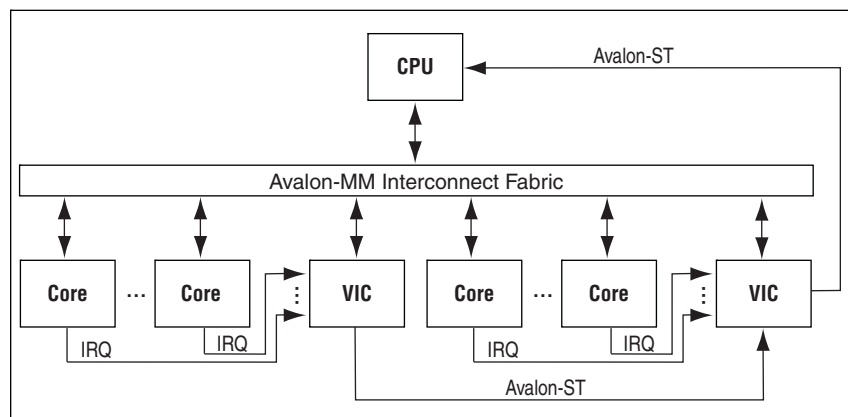 Avalon-ST
CPU
Avalon-MM Interconnect Fabric
Core ... Core VIC Core ... Core VIC
IRQ IRQ IRQ IRQ
Avalon-ST